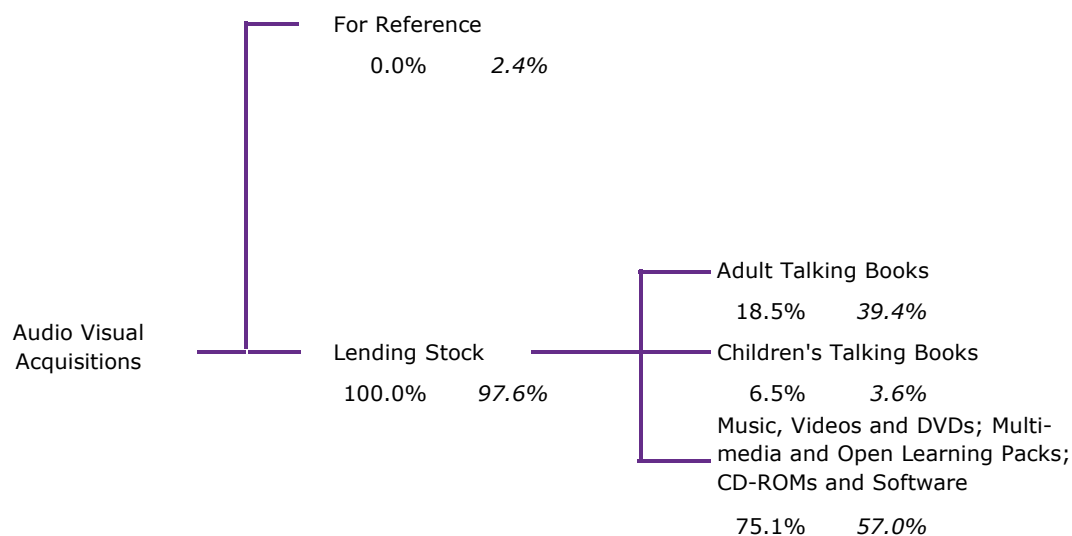 For Reference
0.0% 2.4%
Audio Visual
Acquisitions
Lending Stock
100.0% 97.6%
Adult Talking Books
18.5% 39.4%
Children's Talking Books
6.5% 3.6%
Music, Videos and DVDs; Multi-
media and Open Learning Packs;
CD-ROMs and Software
75.1% 57.0%